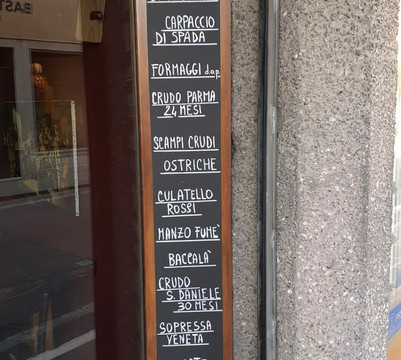 BAST
CARPACCIO
DI SPADA
FORMAGGI d.o.p.
CRUDO PARMA
24 MESI
SCAMPI CRUDI
OSTRICHE
CULATELLO
ROSSI
MANZO FUME'
BACCALA'
CRUDO
S. DANIELE
30 MESI
SOPRESSA
VENETA